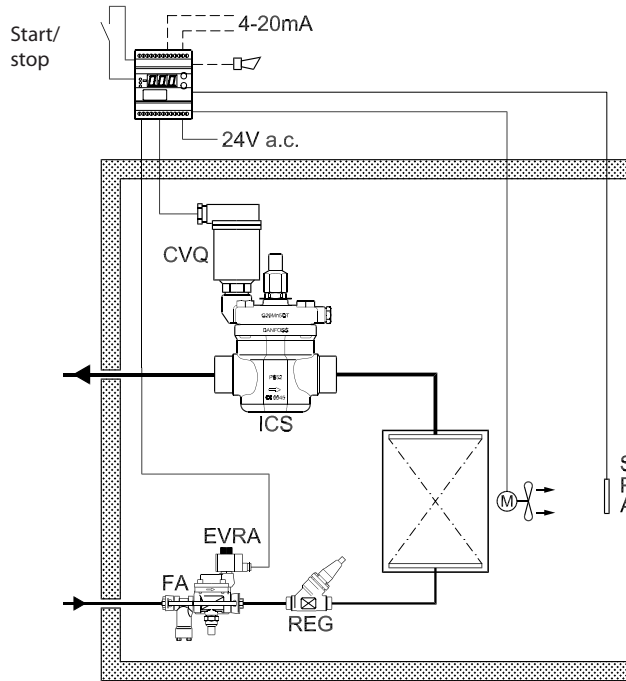 Start/
stop
4-20mA
24V a.c.
CVQ
DANFOSS
ICS
M
S
EVRA
FA
REG